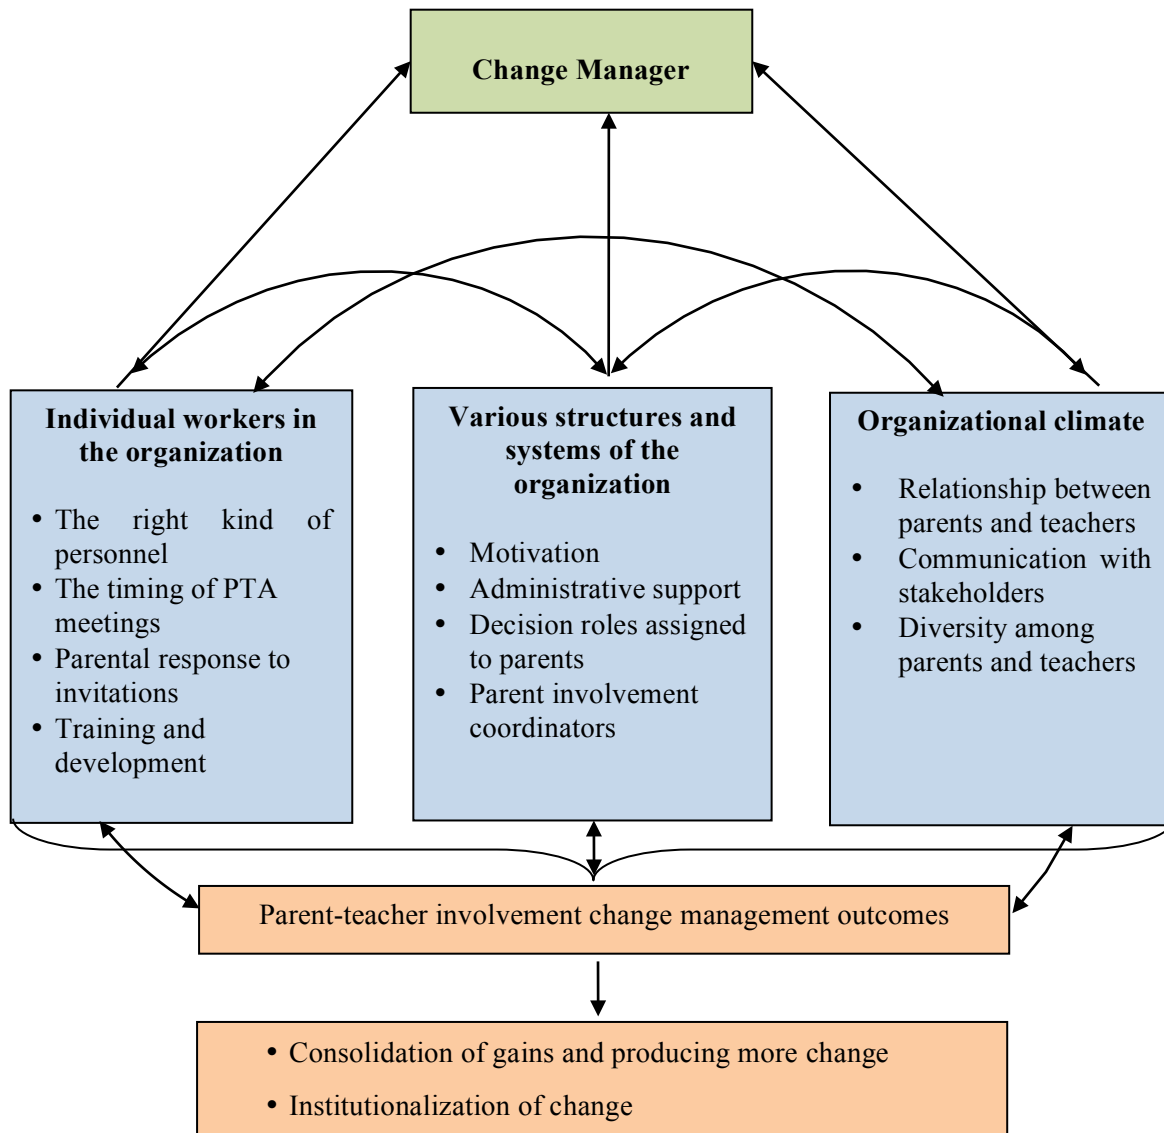 Change Manager
Individual workers in
the organization
• The right kind of
personnel
• The timing of PTA
meetings
• Parental response to
invitations
• Training and
development
Various structures and
systems of the
organization
• Motivation
• Administrative support
• Decision roles assigned
to parents
• Parent involvement
coordinators
Organizational climate
• Relationship between
parents and teachers
• Communication with
stakeholders
• Diversity among
parents and teachers
Parent-teacher involvement change management outcomes
• Consolidation of gains and producing more change
• Institutionalization of change